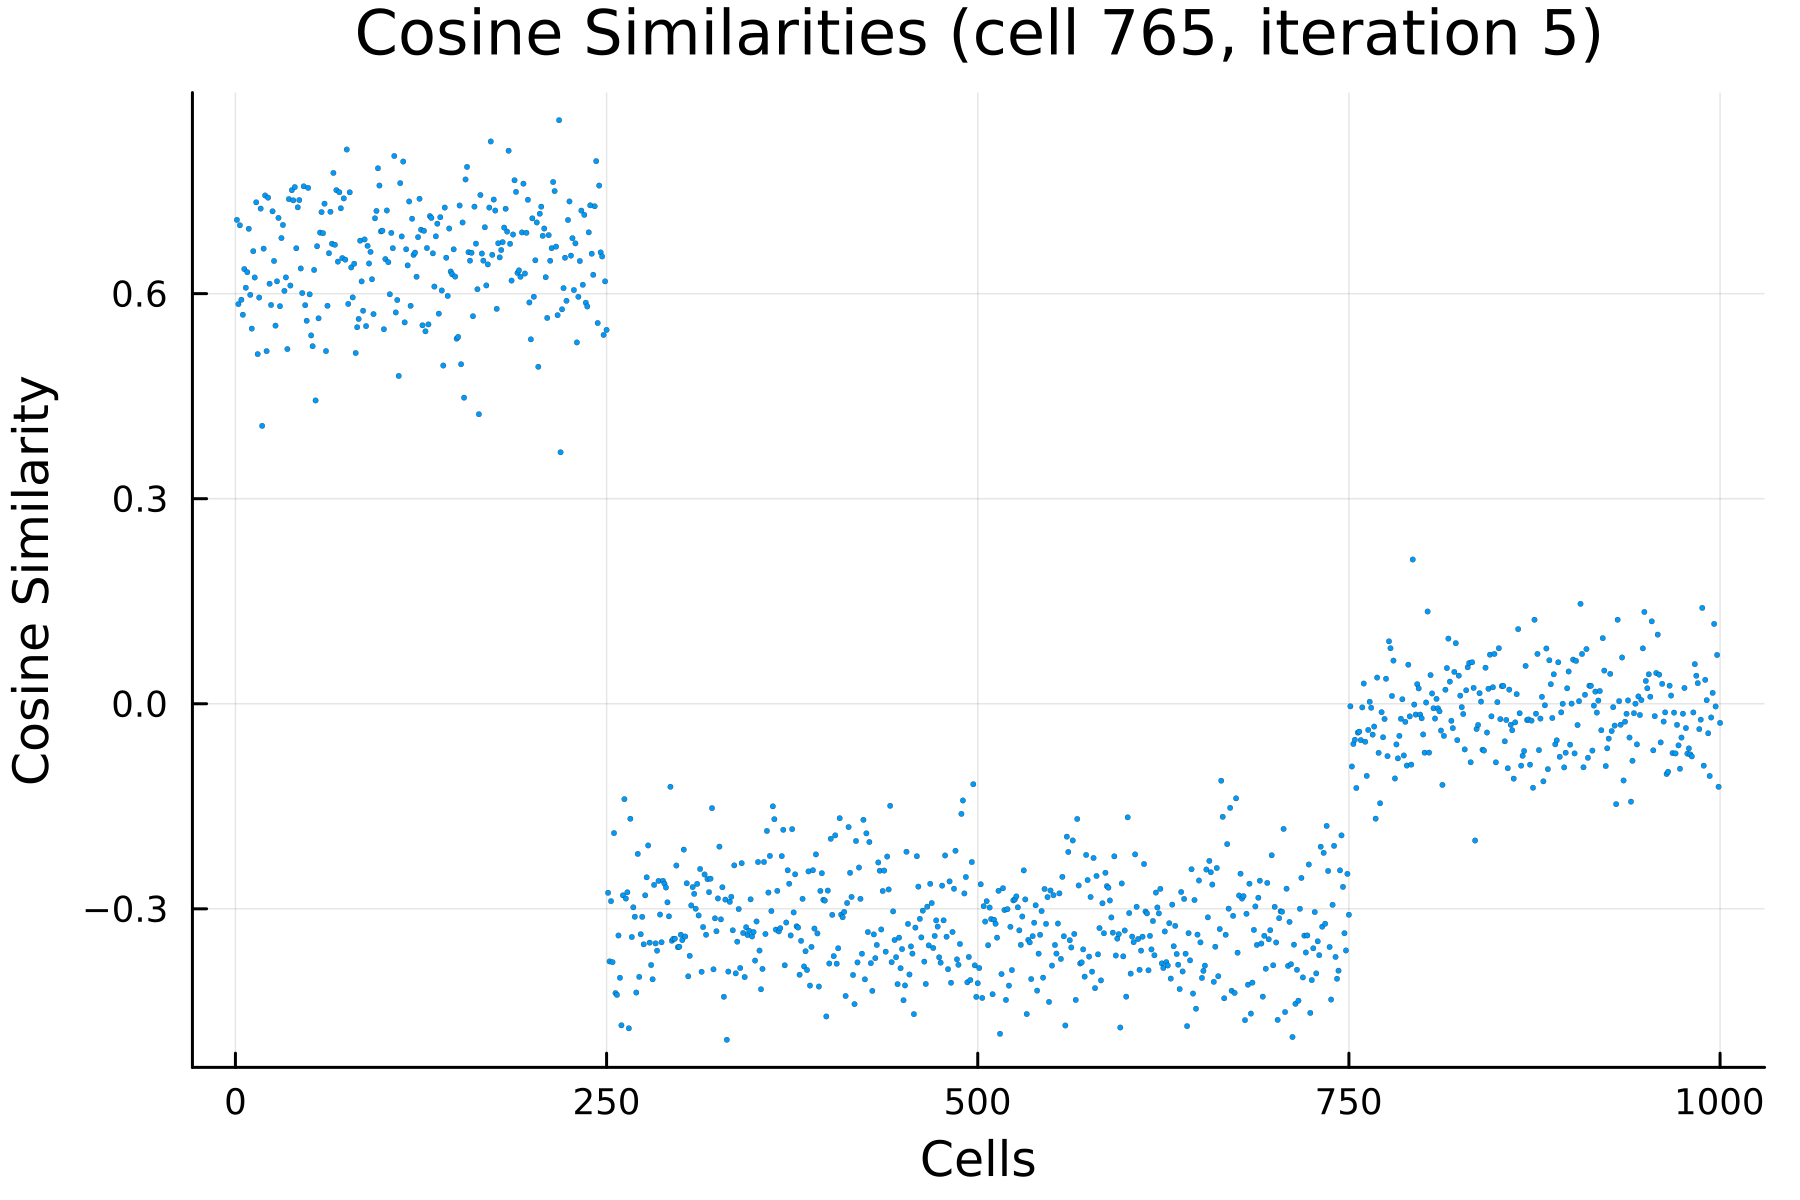 Cosine Similarities (cell 765, iteration 5)
Cosine Similarity
0.6
0.3
0.0
−0.3
0 250 500 750 1000
Cells